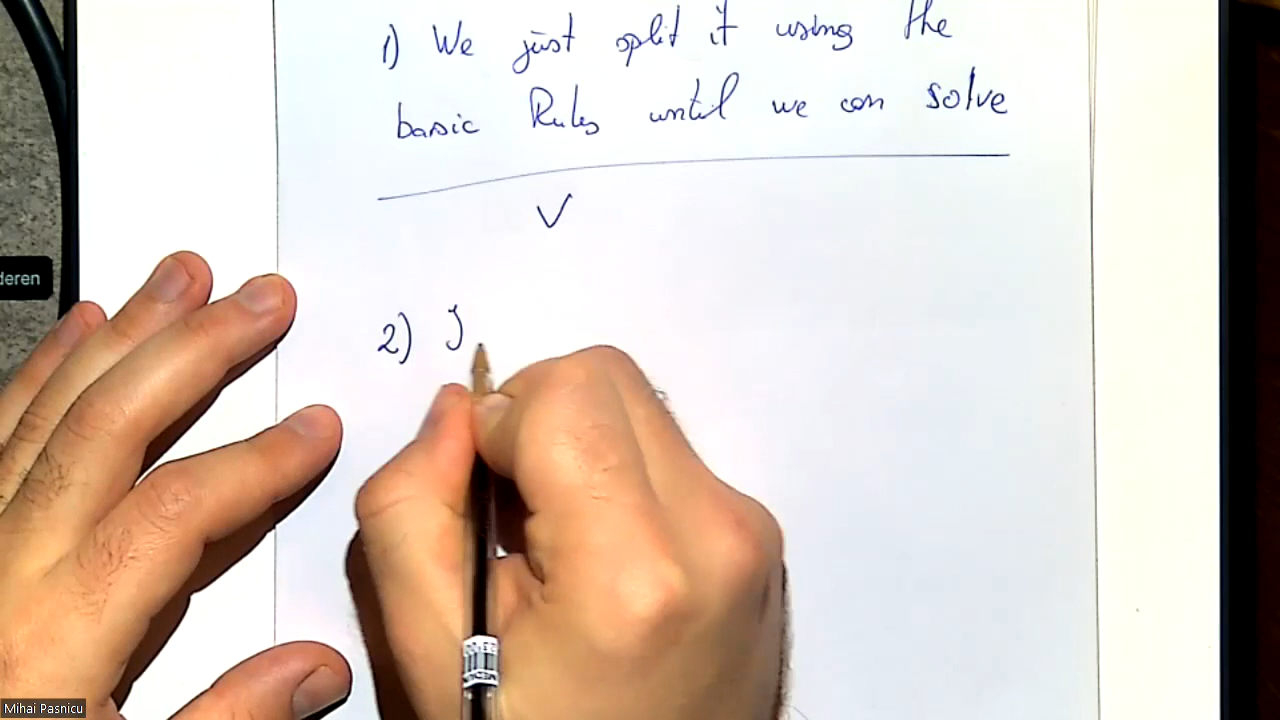 1) We just split it using the
basic Rules until we can solve
2) I
deren
Mihai Pasnicu